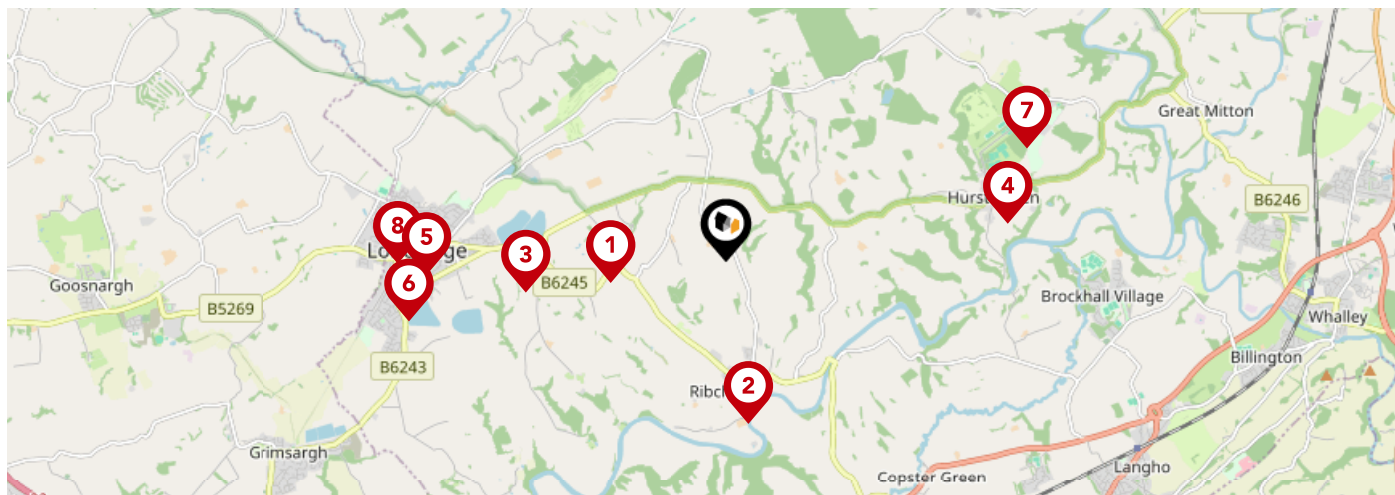 Great Mitton
7
4
B6246
8
5
1
3
6
B6245
Goosnargh
B5269
Brockhall Village
Whalley
Billington
B6243
2
Grimsargh
Langho
Copster Green